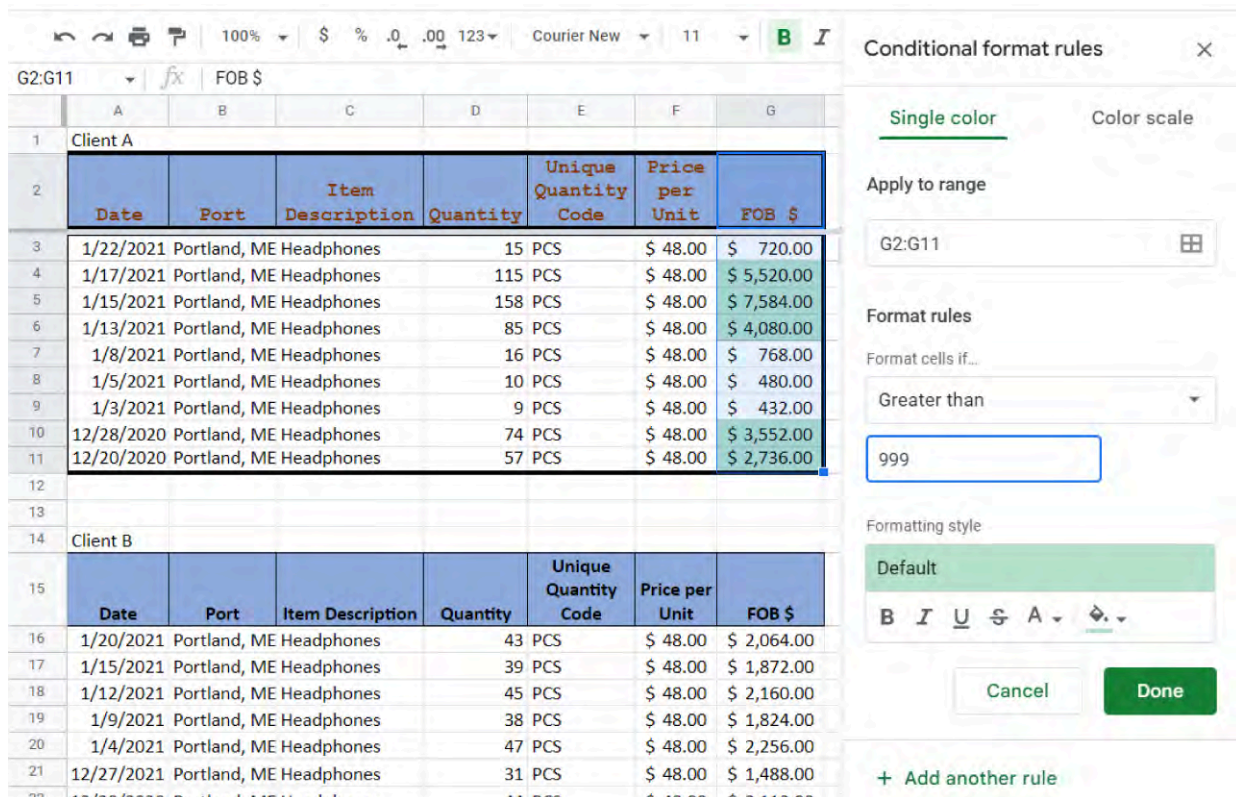 100% $ % .0 .00 123 Courier New 11 B I
G2:G11 fx FOB $
A B C D E F G
1 Client A
2 Date Port Item Description Quantity Unique Quantity Code Price per Unit FOB $
3 1/22/2021 Portland, ME Headphones 15 PCS $ 48.00 $ 720.00
4 1/17/2021 Portland, ME Headphones 115 PCS $ 48.00 $ 5,520.00
5 1/15/2021 Portland, ME Headphones 158 PCS $ 48.00 $ 7,584.00
6 1/13/2021 Portland, ME Headphones 85 PCS $ 48.00 $ 4,080.00
7 1/8/2021 Portland, ME Headphones 16 PCS $ 48.00 $ 768.00
8 1/5/2021 Portland, ME Headphones 10 PCS $ 48.00 $ 480.00
9 1/3/2021 Portland, ME Headphones 9 PCS $ 48.00 $ 432.00
10 12/28/2020 Portland, ME Headphones 74 PCS $ 48.00 $ 3,552.00
11 12/20/2020 Portland, ME Headphones 57 PCS $ 48.00 $ 2,736.00
12
13
14 Client B
15 Date Port Item Description Quantity Unique Quantity Code Price per Unit FOB $
16 1/20/2021 Portland, ME Headphones 43 PCS $ 48.00 $ 2,064.00
17 1/15/2021 Portland, ME Headphones 39 PCS $ 48.00 $ 1,872.00
18 1/12/2021 Portland, ME Headphones 45 PCS $ 48.00 $ 2,160.00
19 1/9/2021 Portland, ME Headphones 38 PCS $ 48.00 $ 1,824.00
20 1/4/2021 Portland, ME Headphones 47 PCS $ 48.00 $ 2,256.00
21 12/27/2021 Portland, ME Headphones 31 PCS $ 48.00 $ 1,488.00
Conditional format rules
Single color Color scale
Apply to range
G2:G11
Format rules
Format cells if…
Greater than
999
Formatting style
Default
B I U S A
Cancel Done
+ Add another rule